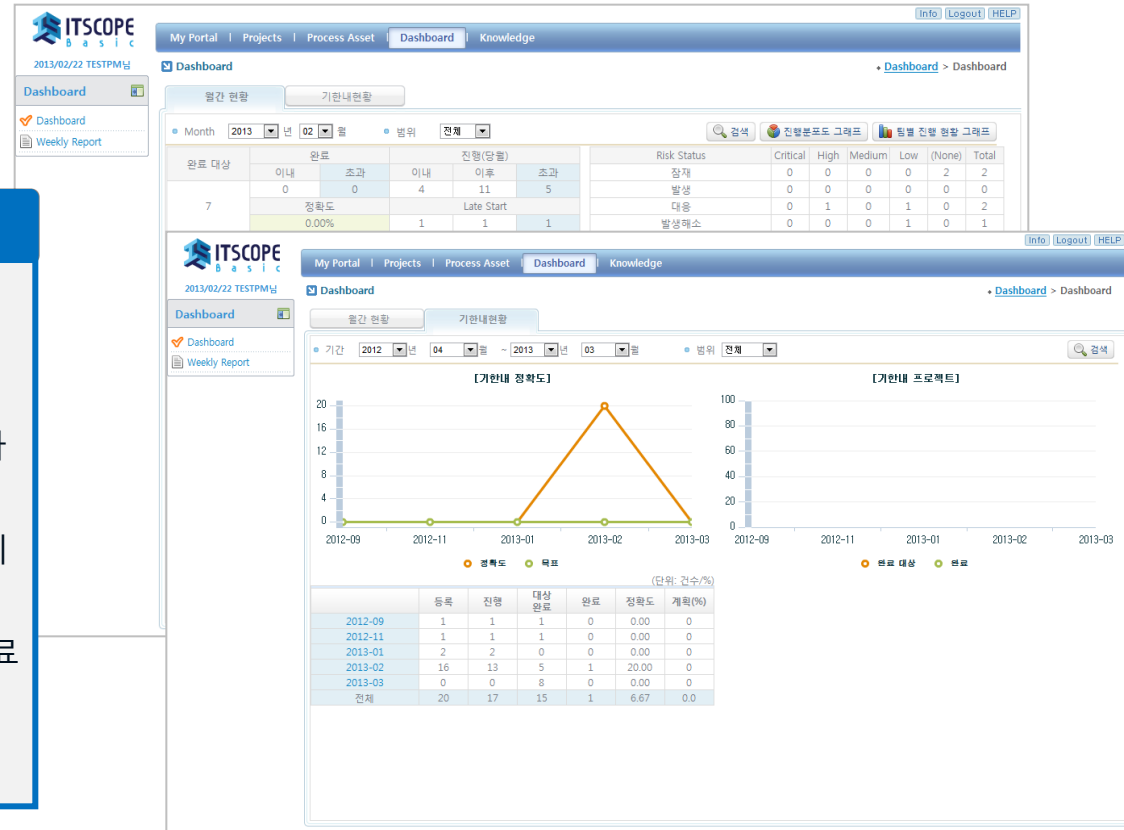 Info Logout HELP
ITSCOPE
Basic
My Portal | Projects | Process Asset | Dashboard | Knowledge
2013/02/22 TESTPM님
Dashboard
Dashboard > Dashboard
Dashboard
Dashboard
Weekly Report
월간 현황 기한내현황
Month 2013 년 02 월 범위 전체 검색 진행분포도 그래프 팀별 진행 현황 그래프
완료 대상 완료 진행(당월) Risk Status Critical High Medium Low (None) Total
이내 초과 이내 이후 초과 잠재 0 0 0 0 2 2
0 0 4 11 5 발생 0 0 0 0 0 0
7 정확도 Late Start 대응 0 1 0 1 0 2
0.00% 1 1 1 발생해소 0 0 0 1 0 1
Info Logout HELP
ITSCOPE
Basic
My Portal | Projects | Process Asset | Dashboard | Knowledge
2013/02/22 TESTPM님
Dashboard
Dashboard > Dashboard
Dashboard
Dashboard
Weekly Report
월간 현황 기한내현황
기간 2012 년 04 월 ~ 2013 년 03 월 범위 전체 검색
[기한내 정확도]
20
16
12
8
4
0
2012-09 2012-11 2013-01 2013-02 2013-03
정확도 목표
[기한내 프로젝트]
100
80
60
40
20
0
2012-09 2012-11 2013-01 2013-02 2013-03
완료 대상 완료
(단위: 건수/%)
등록 진행 대상 완료 완료 정확도 계획(%)
2012-09 1 1 1 0 0.00 0
2012-11 1 1 1 0 0.00 0
2013-01 2 2 0 0 0.00 0
2013-02 16 13 5 1 20.00 0
2013-03 0 0 8 0 0.00 0
전체 20 17 15 1 6.67 0.0
료